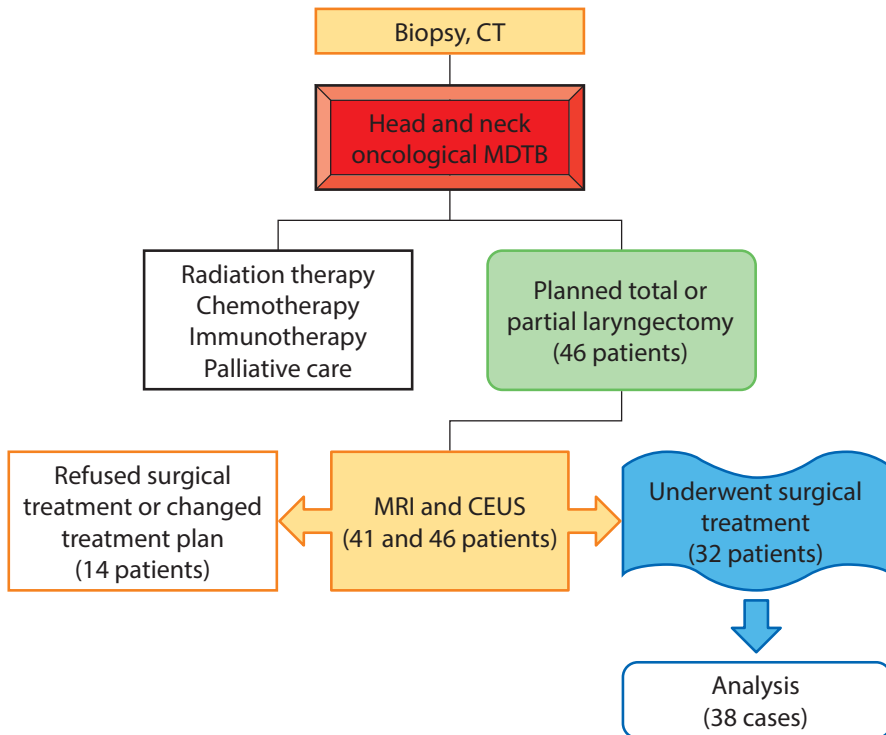 Biopsy, CT
Head and neck
oncological MDTB
Radiation therapy
Chemotherapy
Immunotherapy
Palliative care
Planned total or
partial laryngectomy
(46 patients)
Refused surgical
treatment or changed
treatment plan
(14 patients)
MRI and CEUS
(41 and 46 patients)
Underwent surgical
treatment
(32 patients)
Analysis
(38 cases)